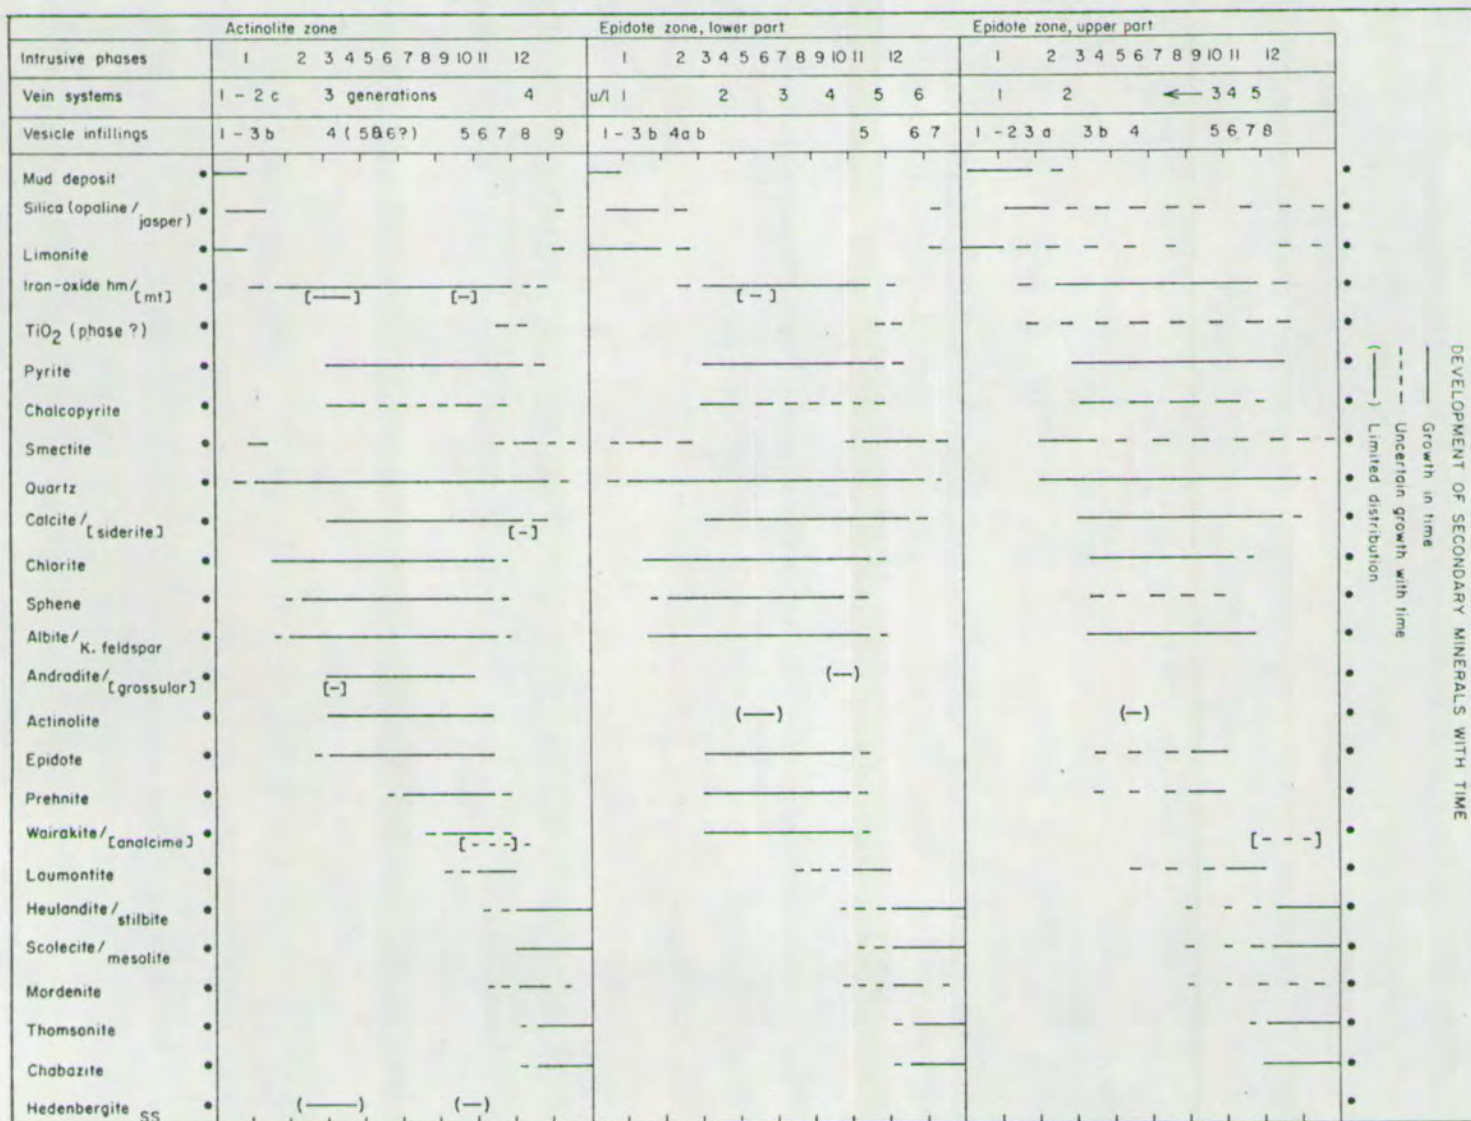 Actinolite zone Epidote zone, lower part Epidote zone, upper part
Intrusive phases 1 2 3 4 5 6 7 8 9 10 11 12 1 2 3 4 5 6 7 8 9 10 11 12 1 2 3 4 5 6 7 8 9 10 11 12
Vein systems 1 - 2 c 3 generations 4 u/l 1 2 3 4 5 6 1 2 ← 3 4 5
Vesicle infillings 1 - 3 b 4 ( 5&6?) 5 6 7 8 9 1 - 3 b 4 a b 5 6 7 1 - 2 3 a 3 b 4 5 6 7 8
Mud deposit
Silica (opaline/
jasper)
Limonite
Iron-oxide hm/
[mt]
TiO2 (phase ?)
Pyrite
Chalcopyrite
Smectite
Quartz
Calcite/
[siderite]
Chlorite
Sphene
Albite/
K. feldspar
Andradite/
[grossular]
Actinolite
Epidote
Prehnite
Wairakite/
[analcime]
Laumontite
Heulandite/
stilbite
Scolecite/
mesolite
Mordenite
Thomsonite
Chabazite
Hedenbergite ss
DEVELOPMENT OF SECONDARY MINERALS WITH TIME
Growth in time
Uncertain growth with time
(—) Limited distribution